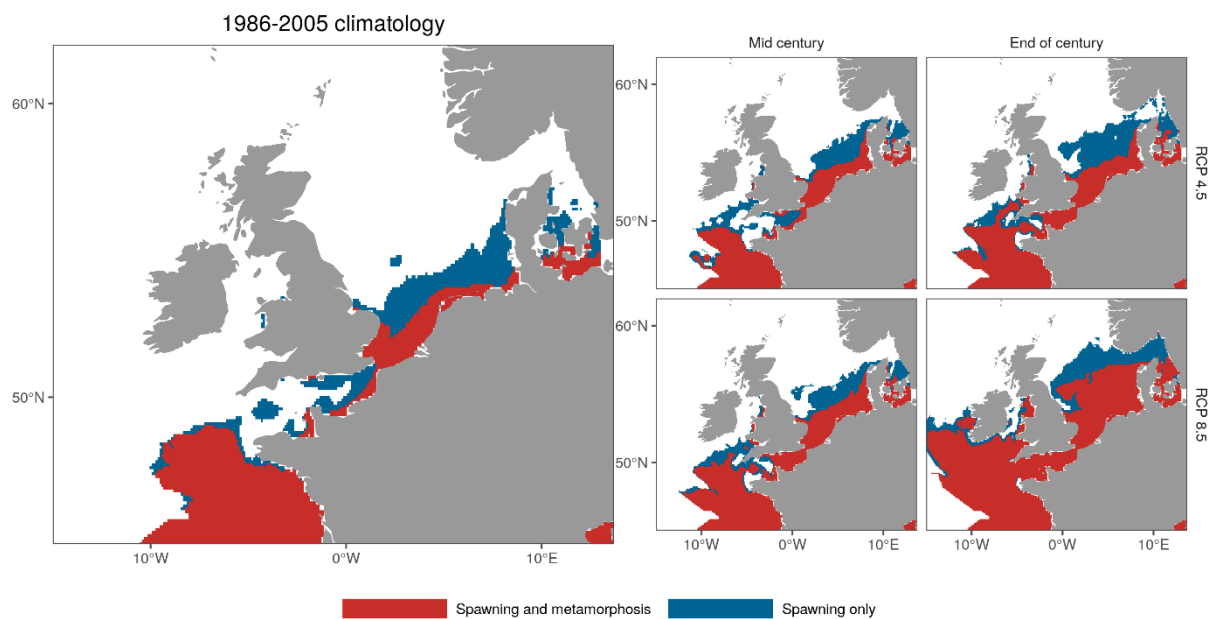 1986-2005 climatology
Mid century
End of century
60°N
50°N
10°W
0°W
10°E
60°N
50°N
RCP 4.5
60°N
50°N
RCP 8.5
10°W
0°W
10°E
10°W
0°W
10°E
Spawning and metamorphosis
Spawning only